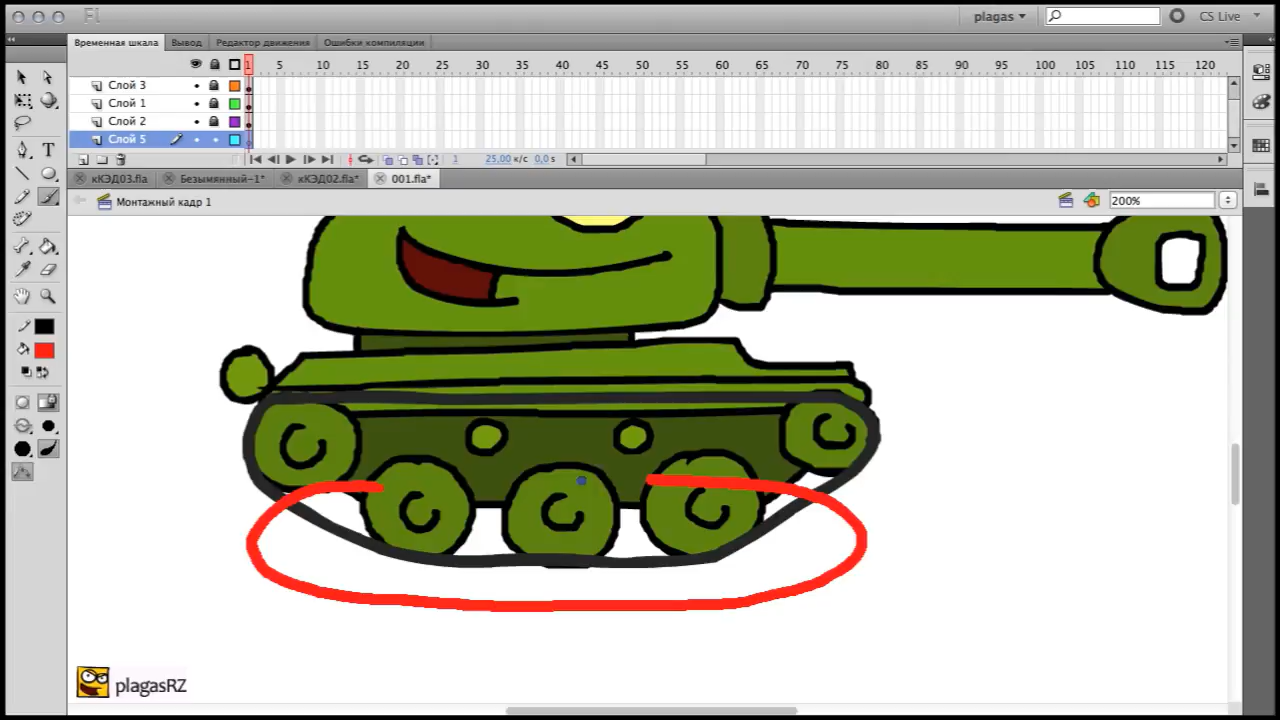 Fl
plagas
CS Live
Временная шкала Вывод Редактор движения Ошибки компиляции
1 5 10 15 20 25 30 35 40 45 50 55 60 65 70 75 80 85 90 95 100 105 110 115 120
Слой 3
Слой 1
Слой 2
Слой 5
1 25,00 к/с 0,0 s
кКЭД03.fla Безымянный-1* кКЭД02.fla* 001.fla*
Монтажный кадр 1
200%
T
plagasRZ